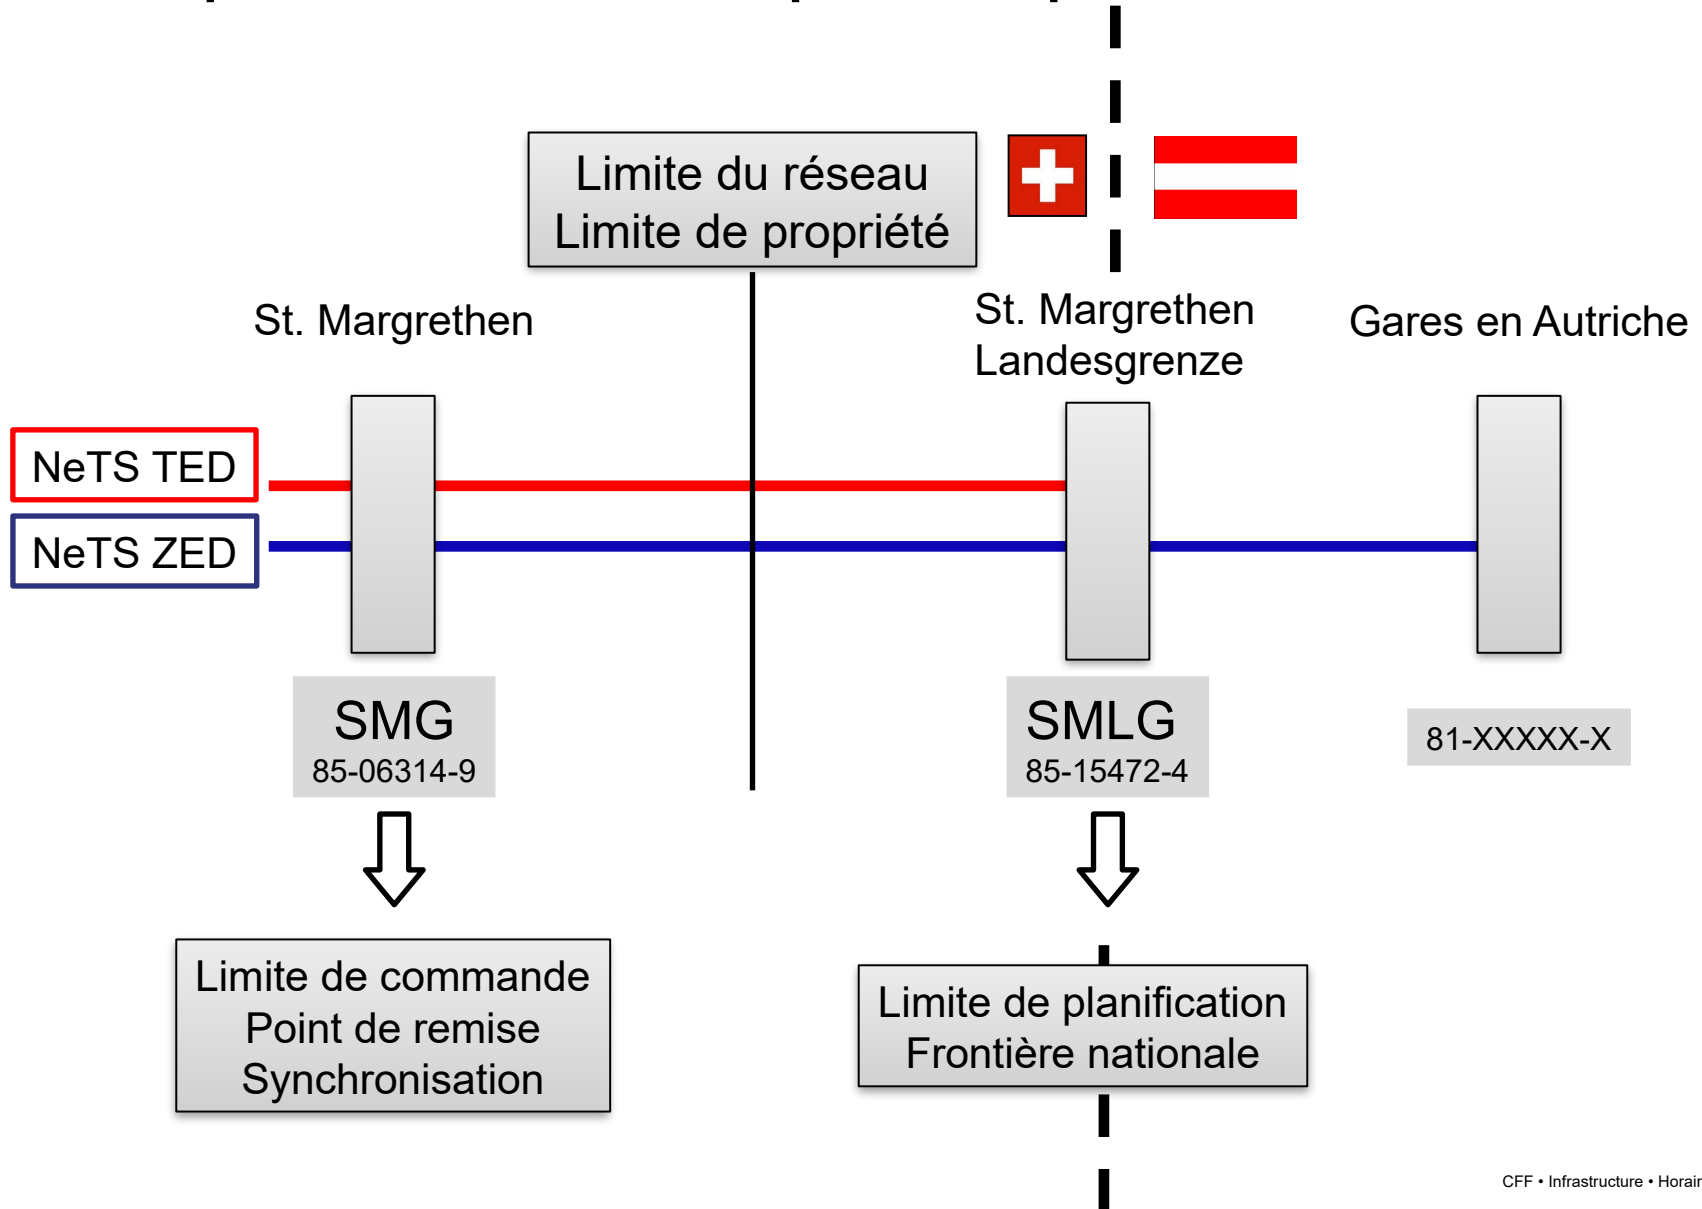 Limite du réseau
Limite de propriété
St. Margrethen
St. Margrethen
Landesgrenze
Gares en Autriche
NeTS TED
NeTS ZED
SMG
85-06314-9
SMLG
85-15472-4
81-XXXXX-X
Limite de commande
Point de remise
Synchronisation
Limite de planification
Frontière nationale
CFF • Infrastructure • Horair